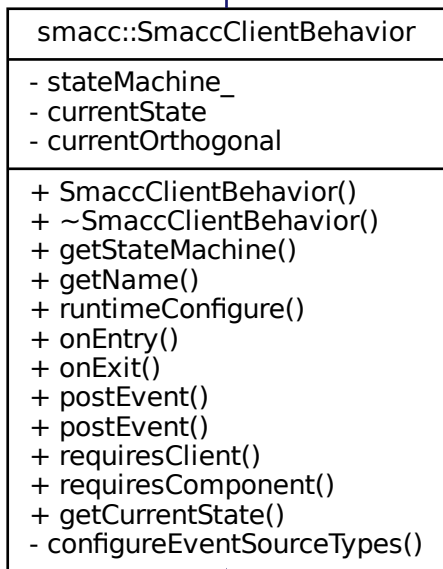 smacc::SmaccClientBehavior
- stateMachine_
- currentState
- currentOrthogonal
+ SmaccClientBehavior()
+ ~SmaccClientBehavior()
+ getStateMachine()
+ getName()
+ runtimeConfigure()
+ onEntry()
+ onExit()
+ postEvent()
+ postEvent()
+ requiresClient()
+ requiresComponent()
+ getCurrentState()
- configureEventSourceTypes()